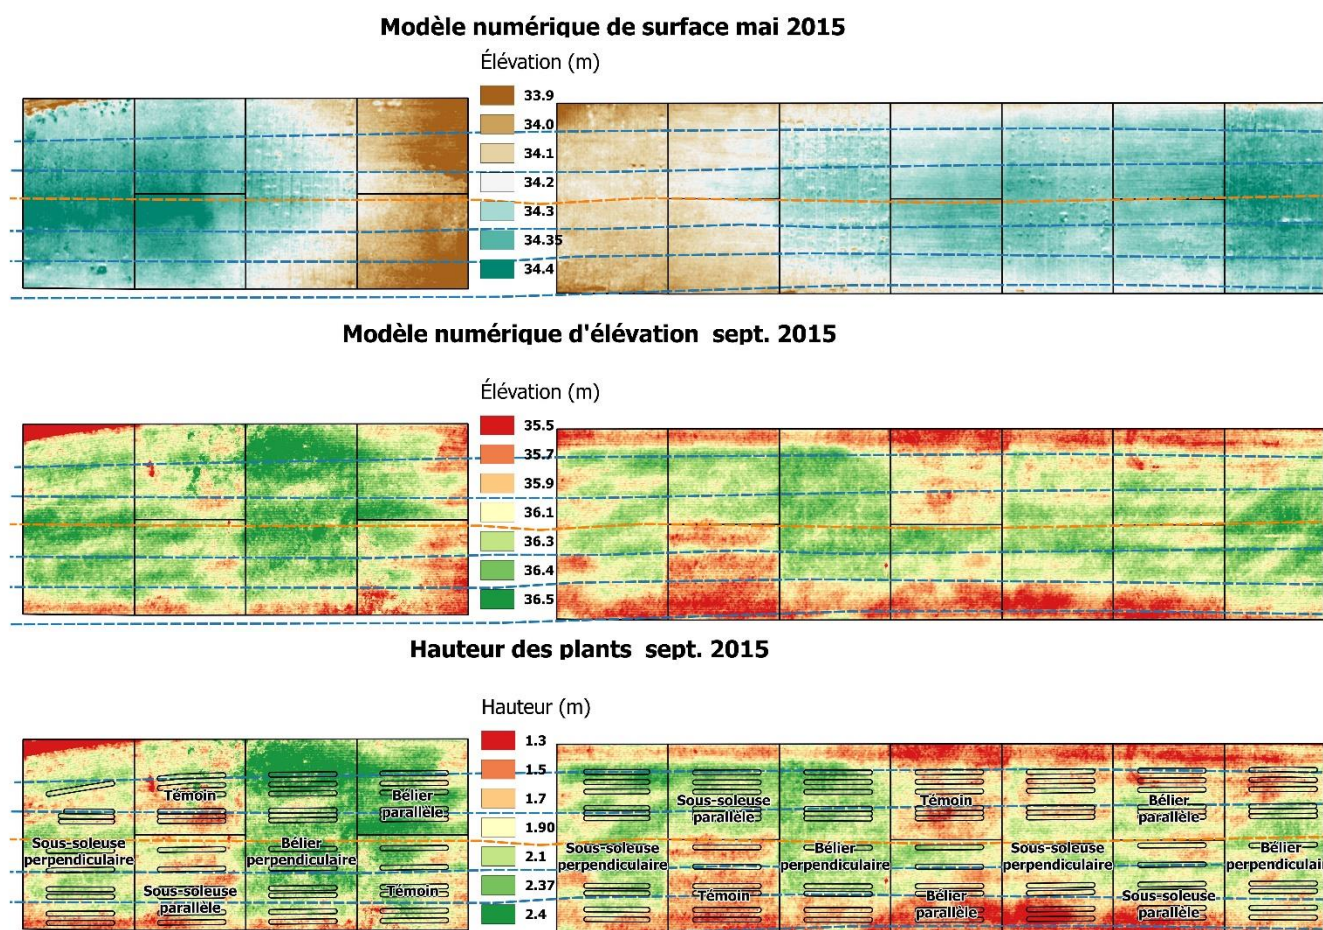 Modèle numérique de surface mai 2015
Élévation (m)
33.9
34.0
34.1
34.2
34.3
34.35
34.4
Modèle numérique d'élévation sept. 2015
Élévation (m)
35.5
35.7
35.9
36.1
36.3
36.4
36.5
Hauteur des plants sept. 2015
Hauteur (m)
1.3
1.5
1.7
1.90
2.1
2.37
2.4
Témoin
Bélier
parallèle
Sous-soleuse
perpendiculaire
Bélier
perpendiculaire
Sous-soleuse
parallèle
Témoin
Sous-soleuse
parallèle
Témoin
Bélier
parallèle
Sous-soleuse
perpendiculaire
Bélier
perpendiculaire
Sous-soleuse
perpendiculaire
Bélier
perpendiculaire
Témoin
Bélier
parallèle
Sous-soleuse
parallèle